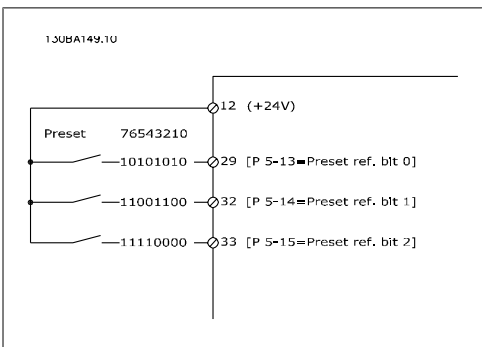 130BA149.10
12 (+24V)
Preset 76543210
10101010 29 [P 5-13=Preset ref. bit 0]
11001100 32 [P 5-14=Preset ref. bit 1]
11110000 33 [P 5-15=Preset ref. bit 2]